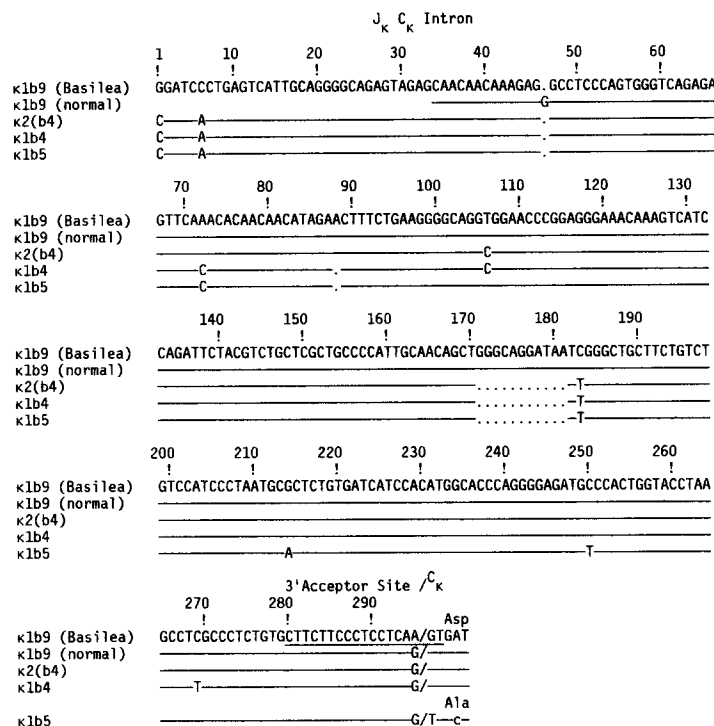 Jκ Cκ Intron
1 10 20 30 40 50 60
κ1b9 (Basilea) GGATCCCTGAGTCATTGCAGGGGCAGAGTAGAGCAACAACAAAGAG.GCCTCCCAGTGGGTCAGAGA
κ1b9 (normal) G
κ2(b4) C A .
κ1b4 C A .
κ1b5 C A .
70 80 90 100 110 120 130
κ1b9 (Basilea) GTTCAAACACAACAACATAGAACTTTCTGAAGGGGCAGGTGGAACCCGGAGGGAAACAAAGTCATC
κ1b9 (normal)
κ2(b4) C
κ1b4 C . C
κ1b5 C .
140 150 160 170 180 190
κ1b9 (Basilea) CAGATTCTACGTCTGCTCGCTGCCCCATTGCAACAGCTGGGCAGGATAATCGGGCTGCTTCTGTCT
κ1b9 (normal)
κ2(b4) ........... T
κ1b4 ........... T
κ1b5 ........... T
200 210 220 230 240 250 260
κ1b9 (Basilea) GTCCATCCCTAATGCGCTCTGTGATCATCCACATGGCACCCAGGGGAGATGCCCACTGGTACCTAA
κ1b9 (normal)
κ2(b4)
κ1b4
κ1b5 A T
3'Acceptor Site /Cκ
270 280 290
Asp
κ1b9 (Basilea) GCCTCGCCCTCTGTGCTTCTTCCCTCCTCAA/GTGAT
κ1b9 (normal) G/
κ2(b4) G/
κ1b4 T G/
Ala
κ1b5 G/T c